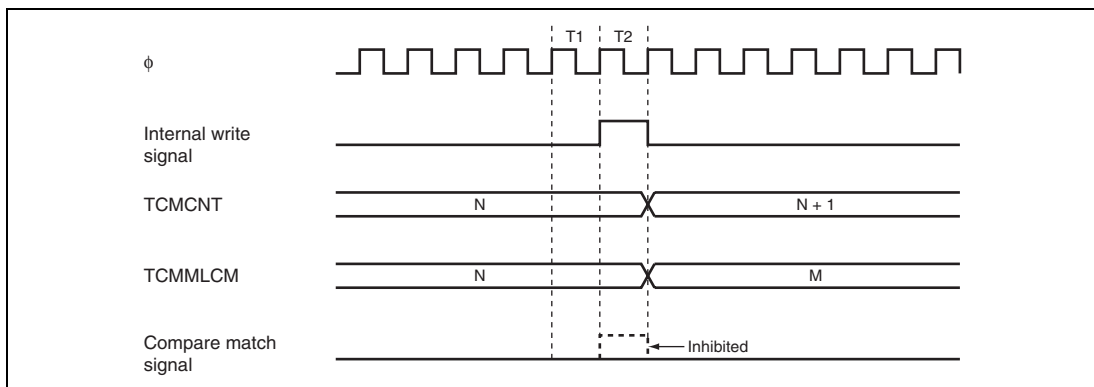 T1 T2
φ
Internal write
signal
TCMCNT N N + 1
TCMMLCM N M
Compare match
signal
Inhibited